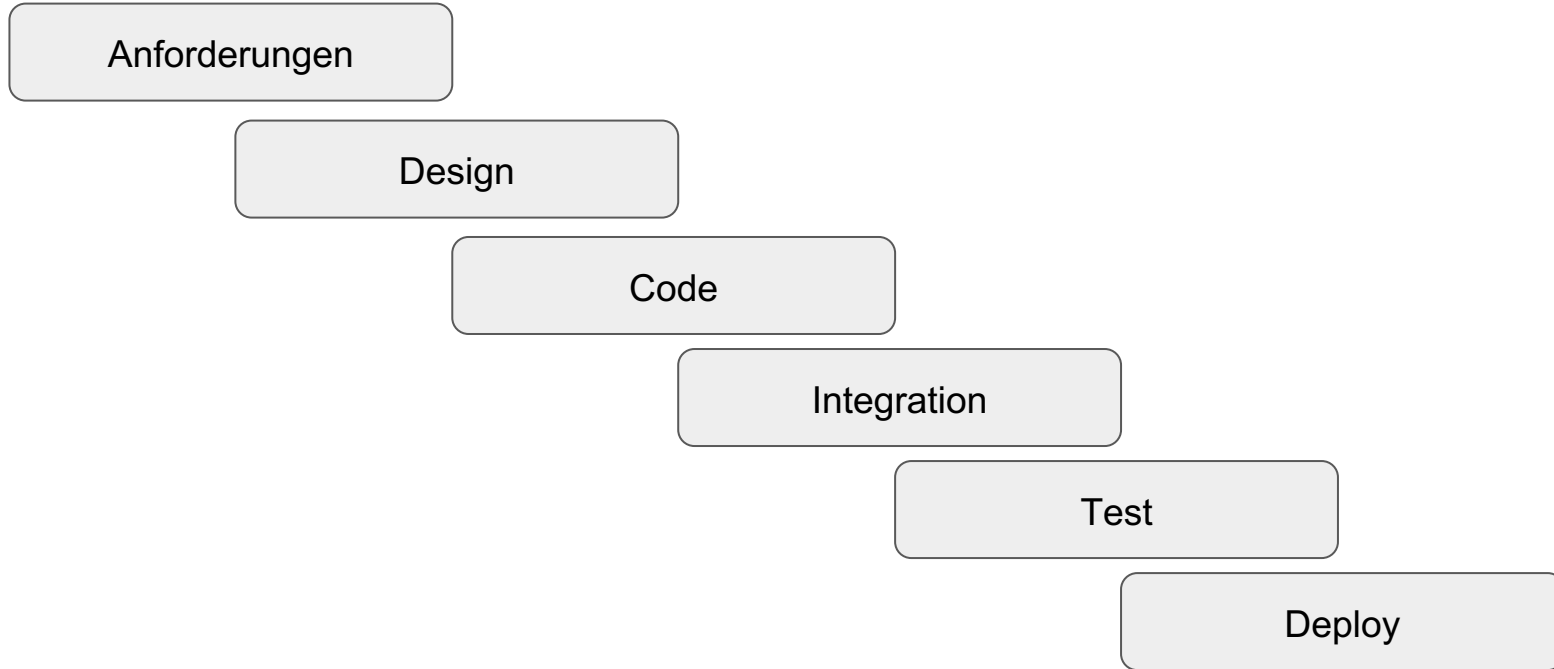 Anforderungen
Design
Code
Integration
Test
Deploy